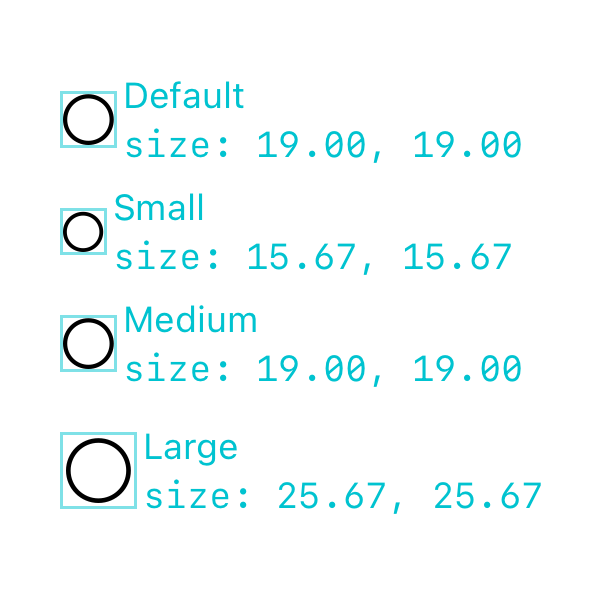 Default
size: 19.00, 19.00
Small
size: 15.67, 15.67
Medium
size: 19.00, 19.00
Large
size: 25.67, 25.67